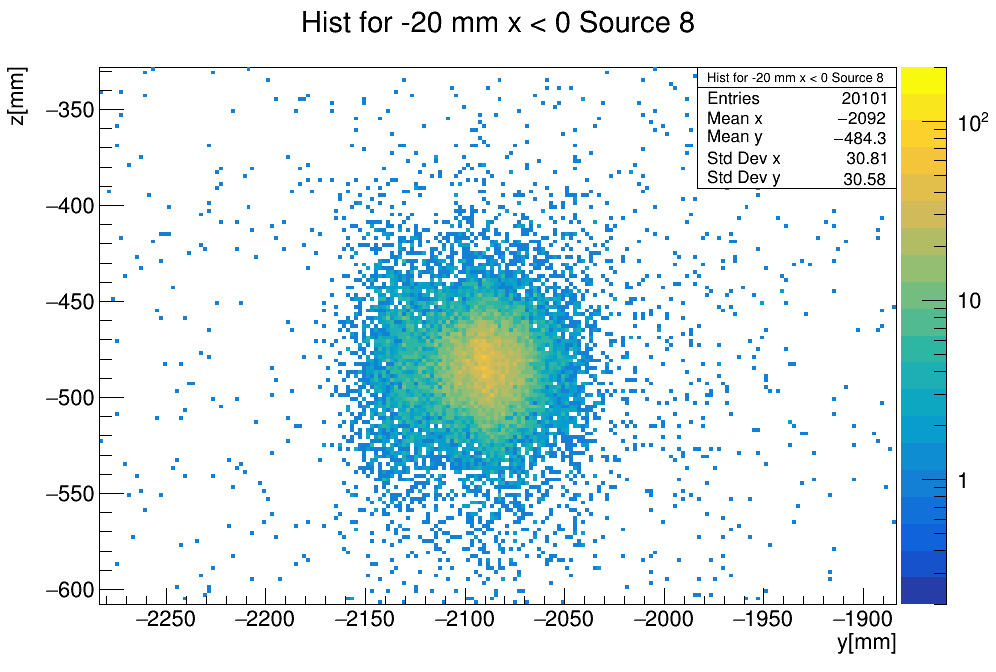 Hist for -20 mm x < 0 Source 8
z[mm]
Hist for -20 mm x < 0 Source 8
Entries 20101
Mean x −2092
Mean y −484.3
Std Dev x 30.81
Std Dev y 30.58
−350
−400
−450
−500
−550
−600
10²
10
1
−2250 −2200 −2150 −2100 −2050 −2000 −1950 −1900
y[mm]